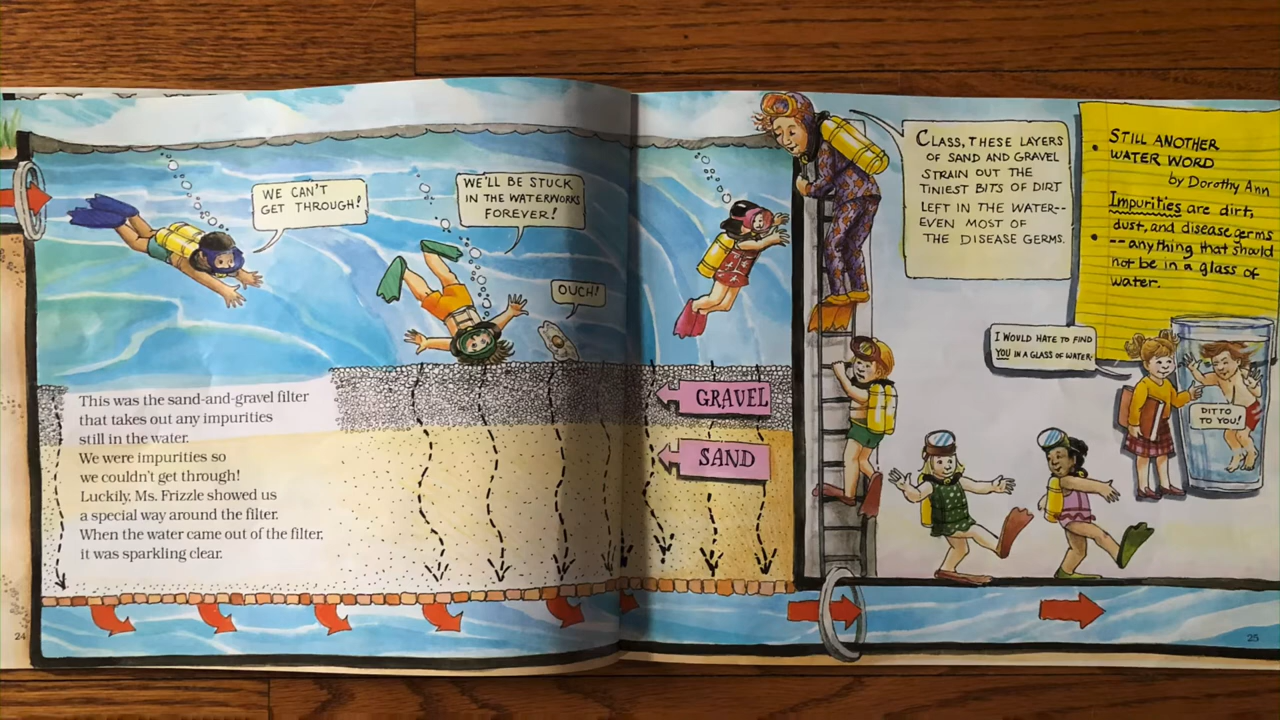 WE CAN'T
GET THROUGH!
WE'LL BE STUCK
IN THE WATERWORKS
FOREVER!
OUCH!
This was the sand-and-gravel filter
that takes out any impurities
still in the water.
We were impurities so
we couldn't get through!
Luckily, Ms. Frizzle showed us
a special way around the filter.
When the water came out of the filter,
it was sparkling clear.
24
GRAVEL
SAND
CLASS, THESE LAYERS
OF SAND AND GRAVEL
STRAIN OUT THE
TINIEST BITS OF DIRT
LEFT IN THE WATER--
EVEN MOST OF
THE DISEASE GERMS.
STILL ANOTHER
WATER WORD
by Dorothy Ann
Impurities are dirt,
dust, and disease germs
-- anything that should
not be in a glass of
water.
I WOULD HATE TO FIND
YOU IN A GLASS OF WATER.
DITTO
TO YOU!
25